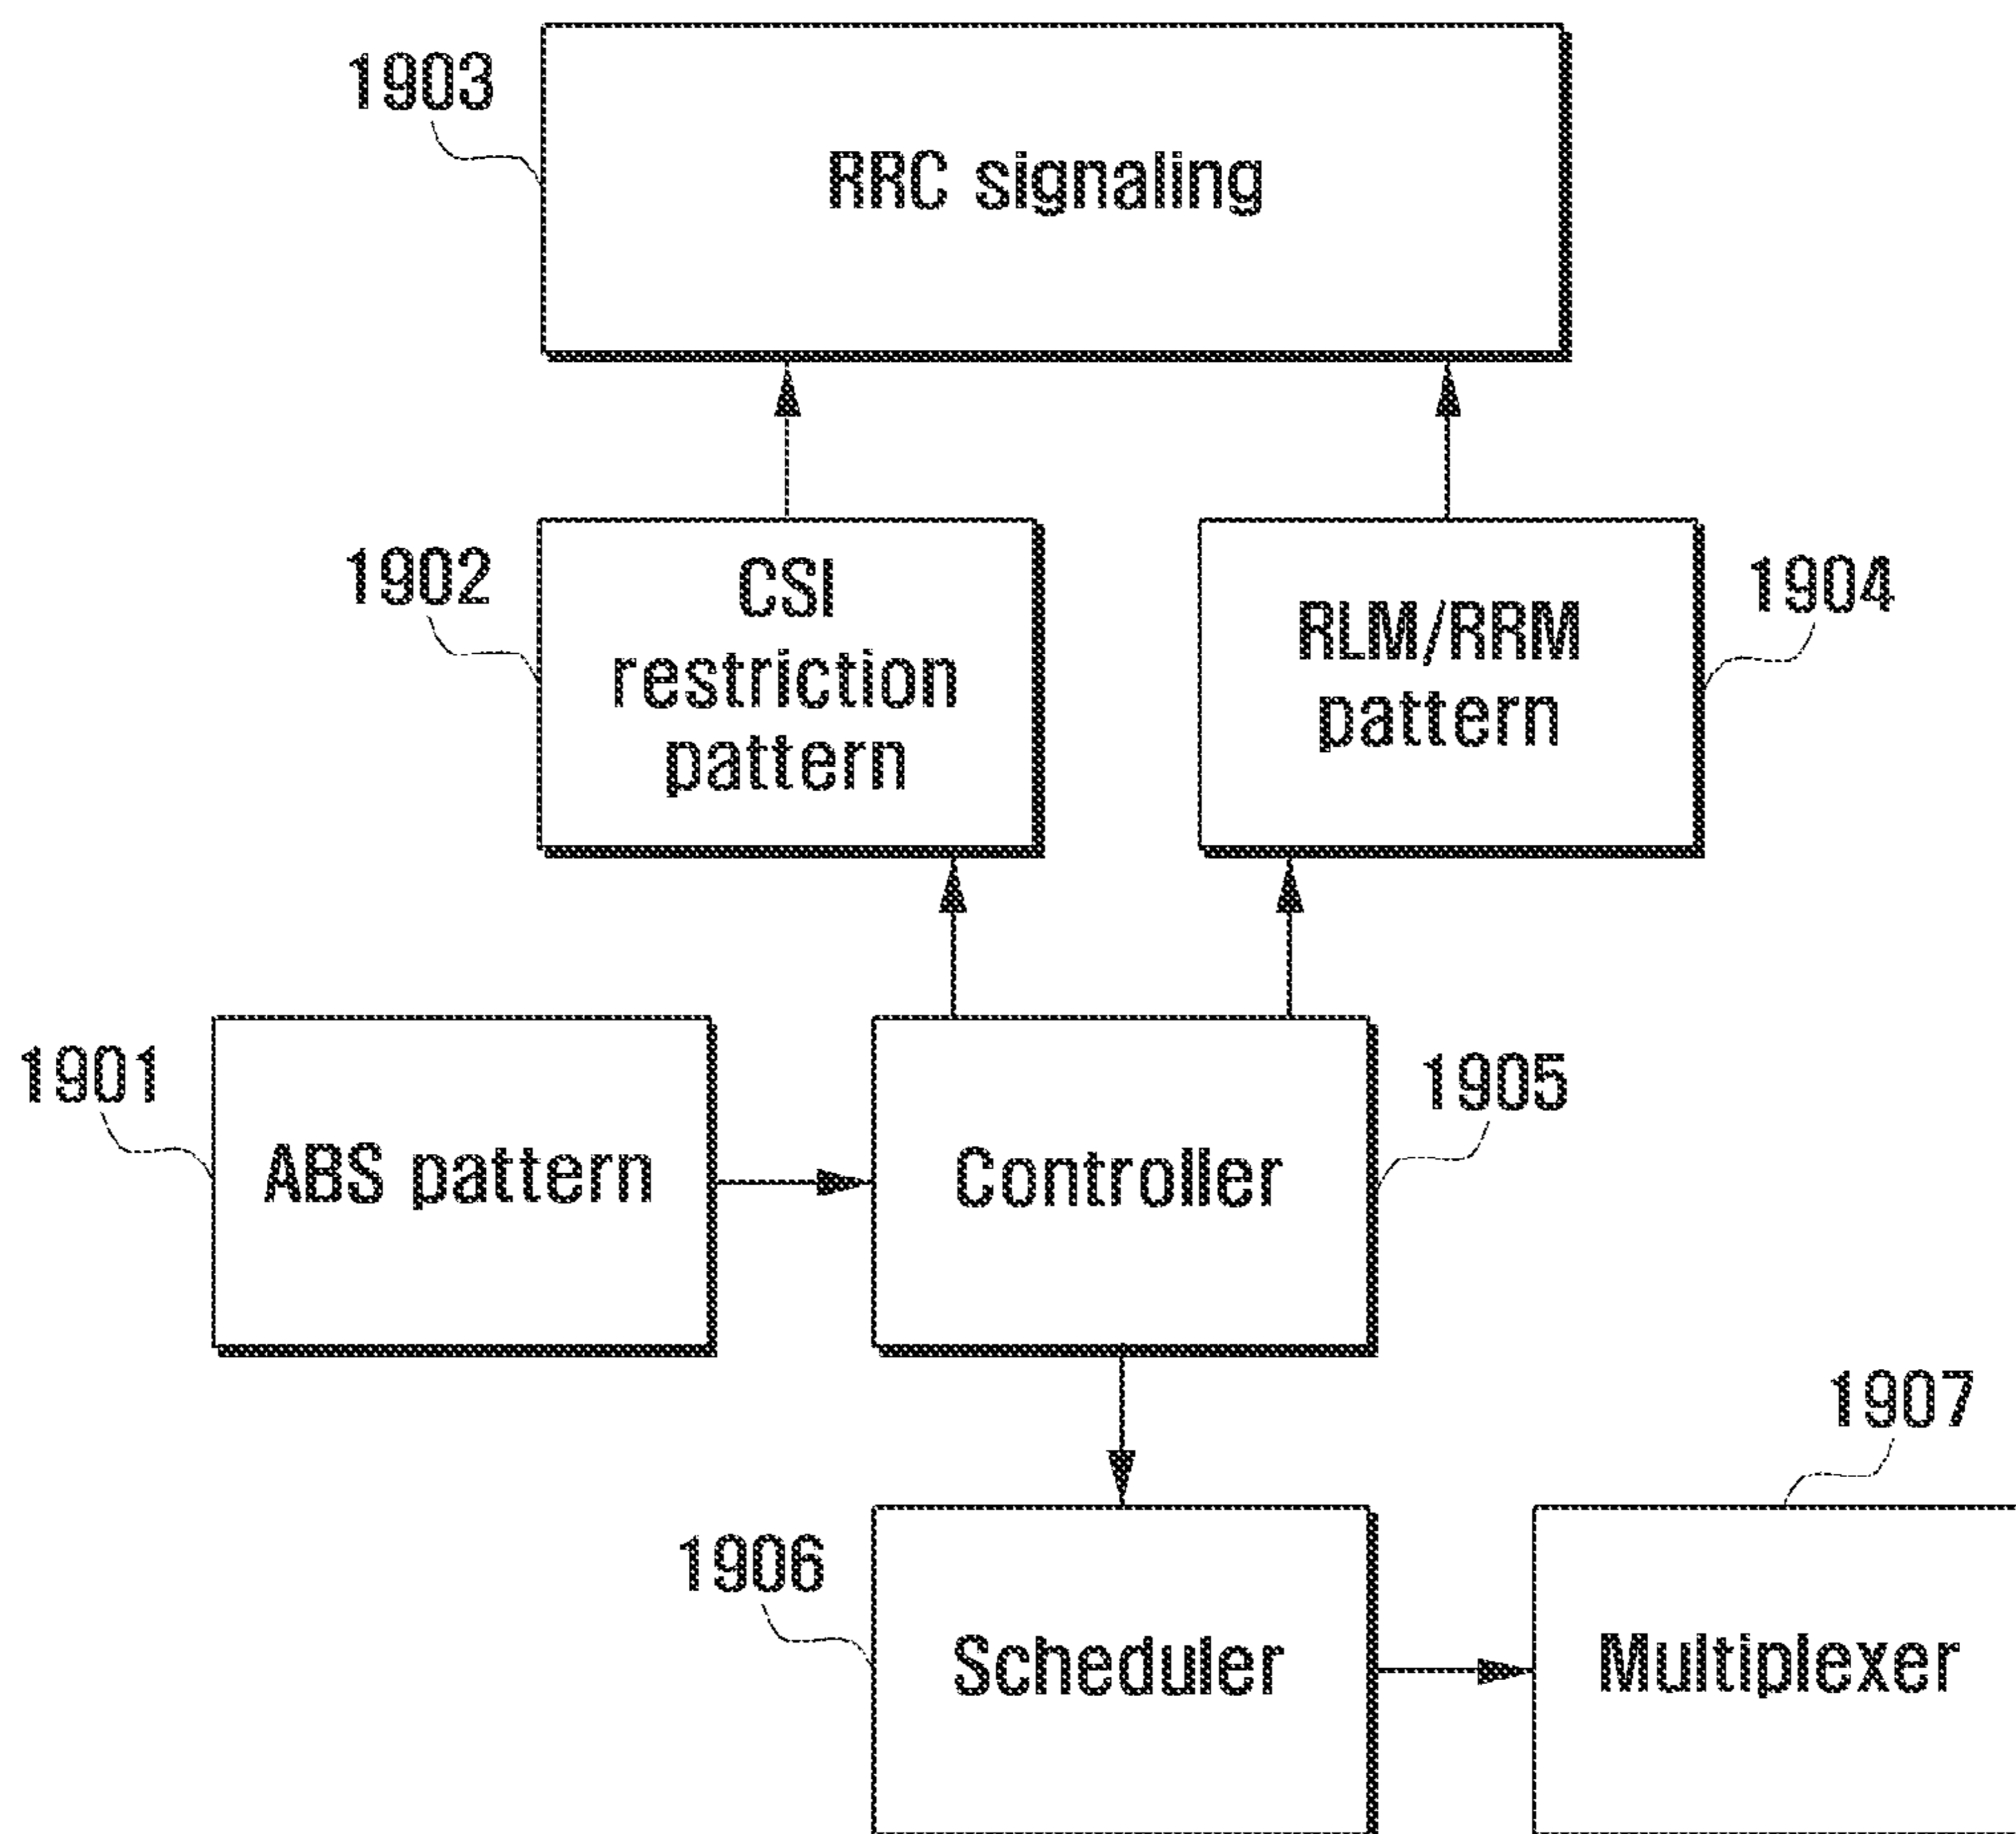 1903
RRC signaling
1902
CSI
restriction
pattern
RLM/RRM
pattern
1904
1901
ABS pattern
Controller
1905
1907
1906
Scheduler
Multiplexer